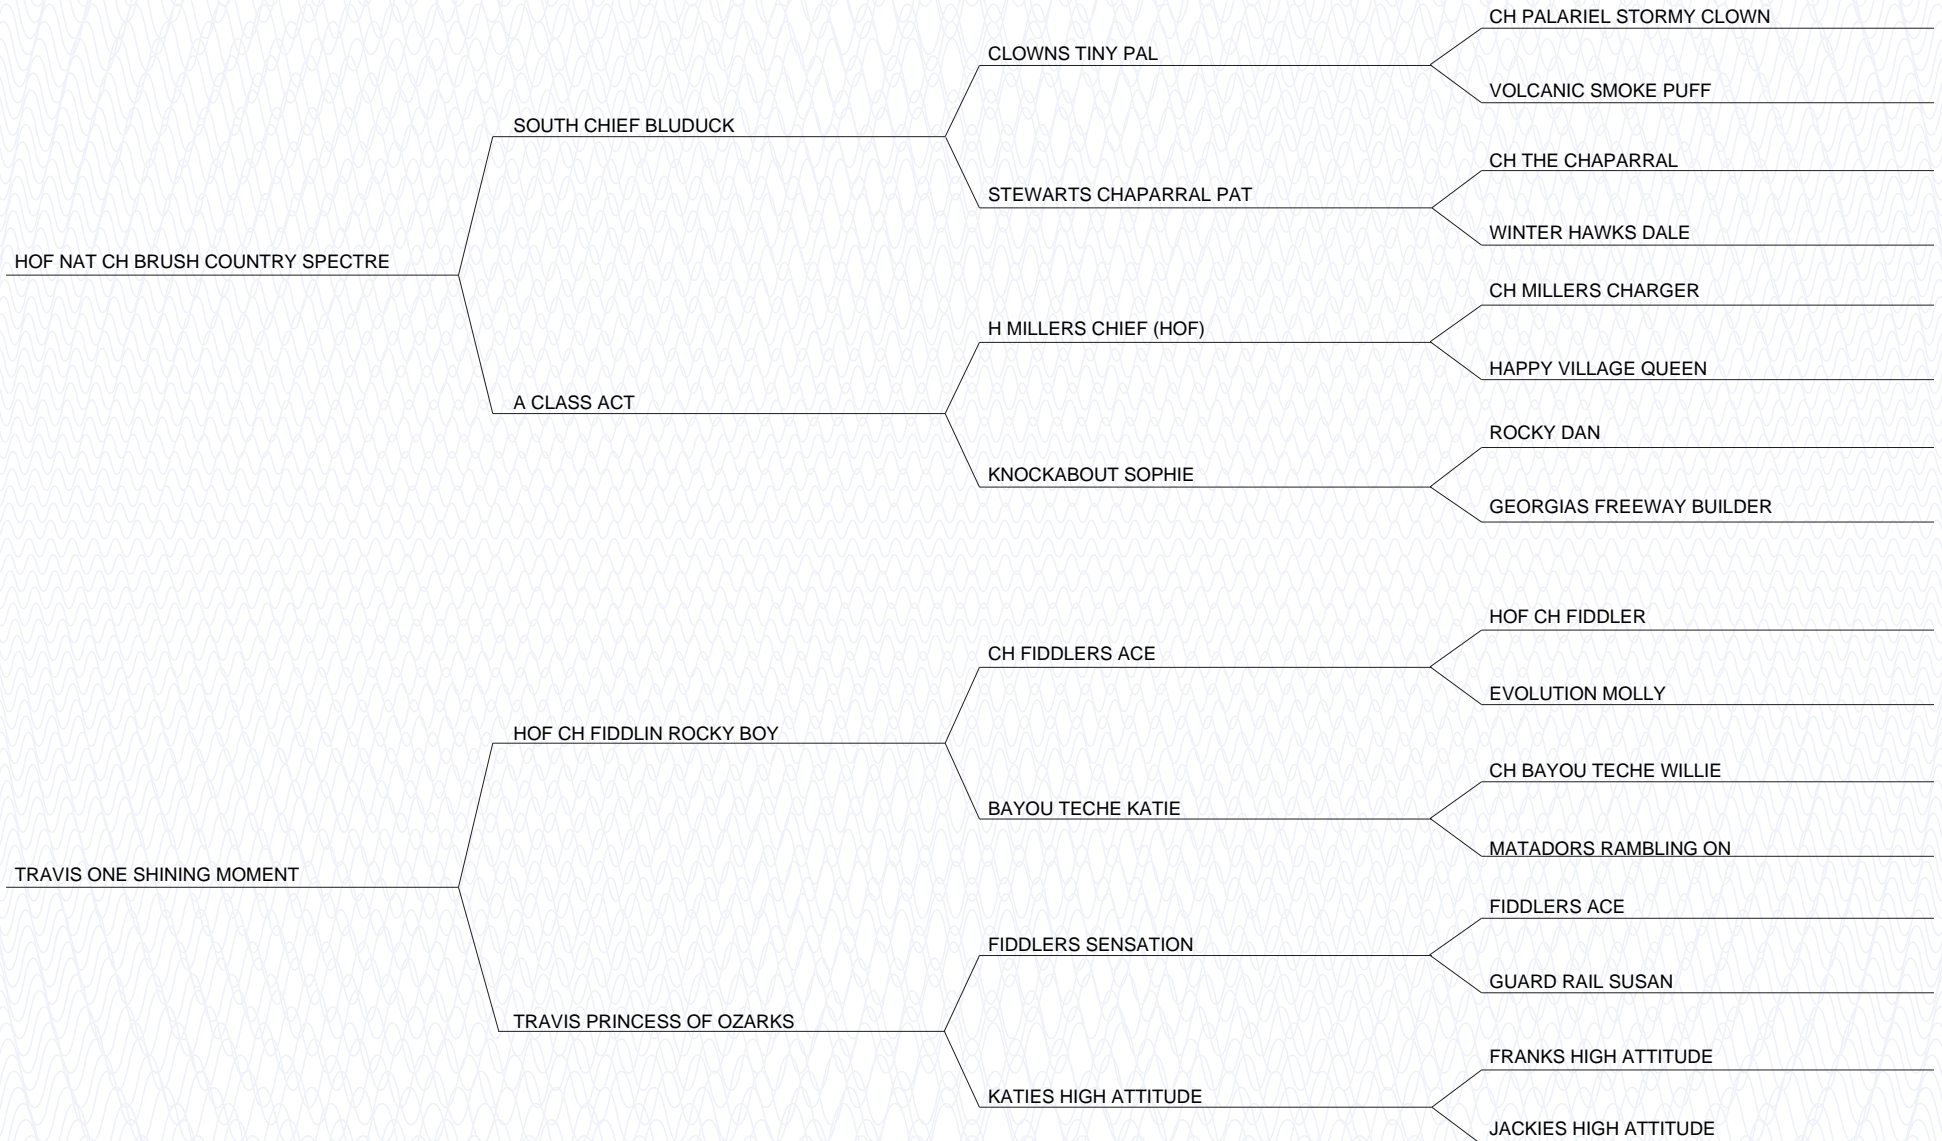 CH PALARIEL STORMY CLOWN
CLOWNS TINY PAL
VOLCANIC SMOKE PUFF
SOUTH CHIEF BLUDUCK
CH THE CHAPARRAL
STEWARTS CHAPARRAL PAT
WINTER HAWKS DALE
HOF NAT CH BRUSH COUNTRY SPECTRE
CH MILLERS CHARGER
H MILLERS CHIEF (HOF)
HAPPY VILLAGE QUEEN
A CLASS ACT
ROCKY DAN
KNOCKABOUT SOPHIE
GEORGIAS FREEWAY BUILDER
HOF CH FIDDLER
CH FIDDLERS ACE
EVOLUTION MOLLY
HOF CH FIDDLIN ROCKY BOY
CH BAYOU TECHE WILLIE
BAYOU TECHE KATIE
MATADORS RAMBLING ON
TRAVIS ONE SHINING MOMENT
FIDDLERS ACE
FIDDLERS SENSATION
GUARD RAIL SUSAN
TRAVIS PRINCESS OF OZARKS
FRANKS HIGH ATTITUDE
KATIES HIGH ATTITUDE
JACKIES HIGH ATTITUDE